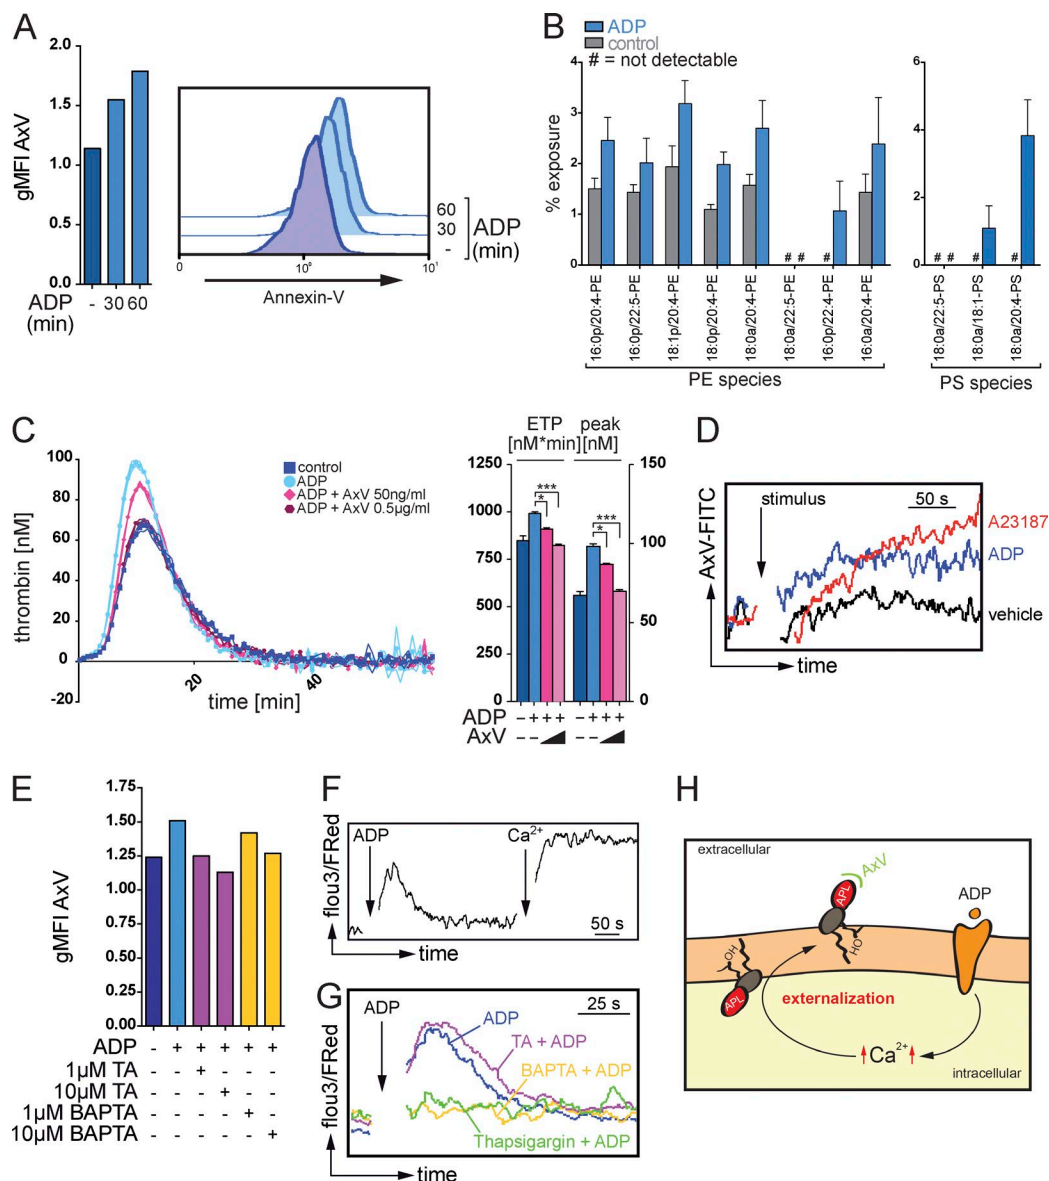 A
gMFI AxV
2.0
1.5
1.0
0.5
0.0
ADP - 30 60
(min)
60
30
-
ADP
(min)
0 10⁰ 10¹
Annexin-V
B
ADP
control
# = not detectable
% exposure
4
3
2
1
0
# # # # # #
16:0p/20:4-PE
16:0p/22:5-PE
18:1p/20:4-PE
18:0p/20:4-PE
18:0a/20:4-PE
18:0a/22:5-PE
16:0p/22:4-PE
16:0a/20:4-PE
PE species
6
4
2
0
18:0a/22:5-PS
18:0a/18:1-PS
18:0a/20:4-PS
PS species
C
thrombin [nM]
100
80
60
40
20
0
-20
20 40
time [min]
control
ADP
ADP + AxV 50ng/ml
ADP + AxV 0.5µg/ml
ETP peak
[nM*min] [nM]
1250
1000
750
500
250
0
150
100
50
0
*** * *** *
ADP - + + + - + + +
AxV - - - -
D
AxV-FITC
stimulus
50 s
A23187
ADP
vehicle
time
E
gMFI AxV
1.75
1.50
1.25
1.00
0.75
0.50
0.25
0.00
ADP - + + + + +
1µM TA - - + - - -
10µM TA - - - + - -
1µM BAPTA - - - - + -
10µM BAPTA - - - - - +
F
flou3/FRed
ADP
Ca²⁺
50 s
time
G
flou3/FRed
ADP
25 s
ADP
TA + ADP
BAPTA + ADP
Thapsigargin + ADP
time
H
extracellular
AxV
APL
HO
ADP
OH
APL
externalization
Ca²⁺
intracellular